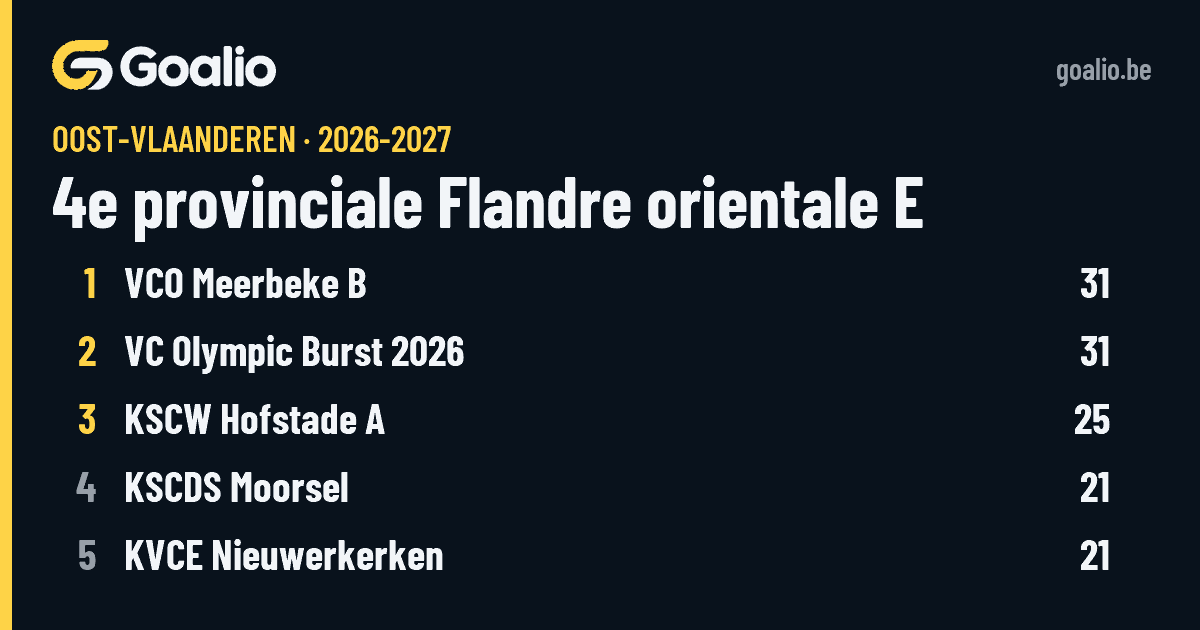 Goalio
goalio.be
OOST-VLAANDEREN · 2026-2027
4e provinciale Flandre orientale E
1 VCO Meerbeke B 31
2 VC Olympic Burst 2026 31
3 KSCW Hofstade A 25
4 KSCDS Moorsel 21
5 KVCE Nieuwerkerken 21